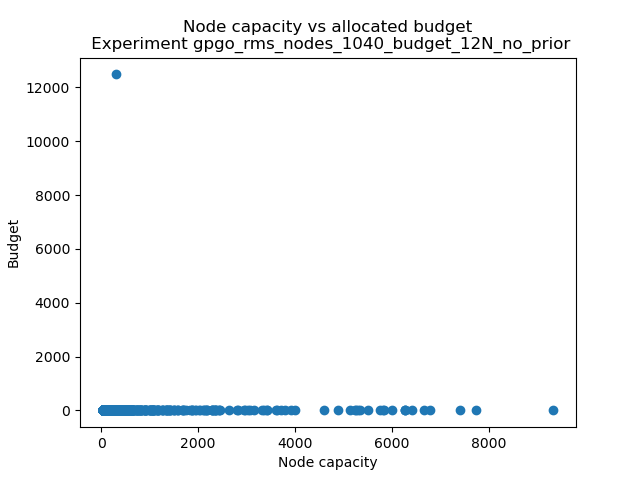 Node capacity vs allocated budget
Experiment gpgo_rms_nodes_1040_budget_12N_no_prior
12000
10000
8000
6000
4000
2000
0
Budget
0 2000 4000 6000 8000
Node capacity